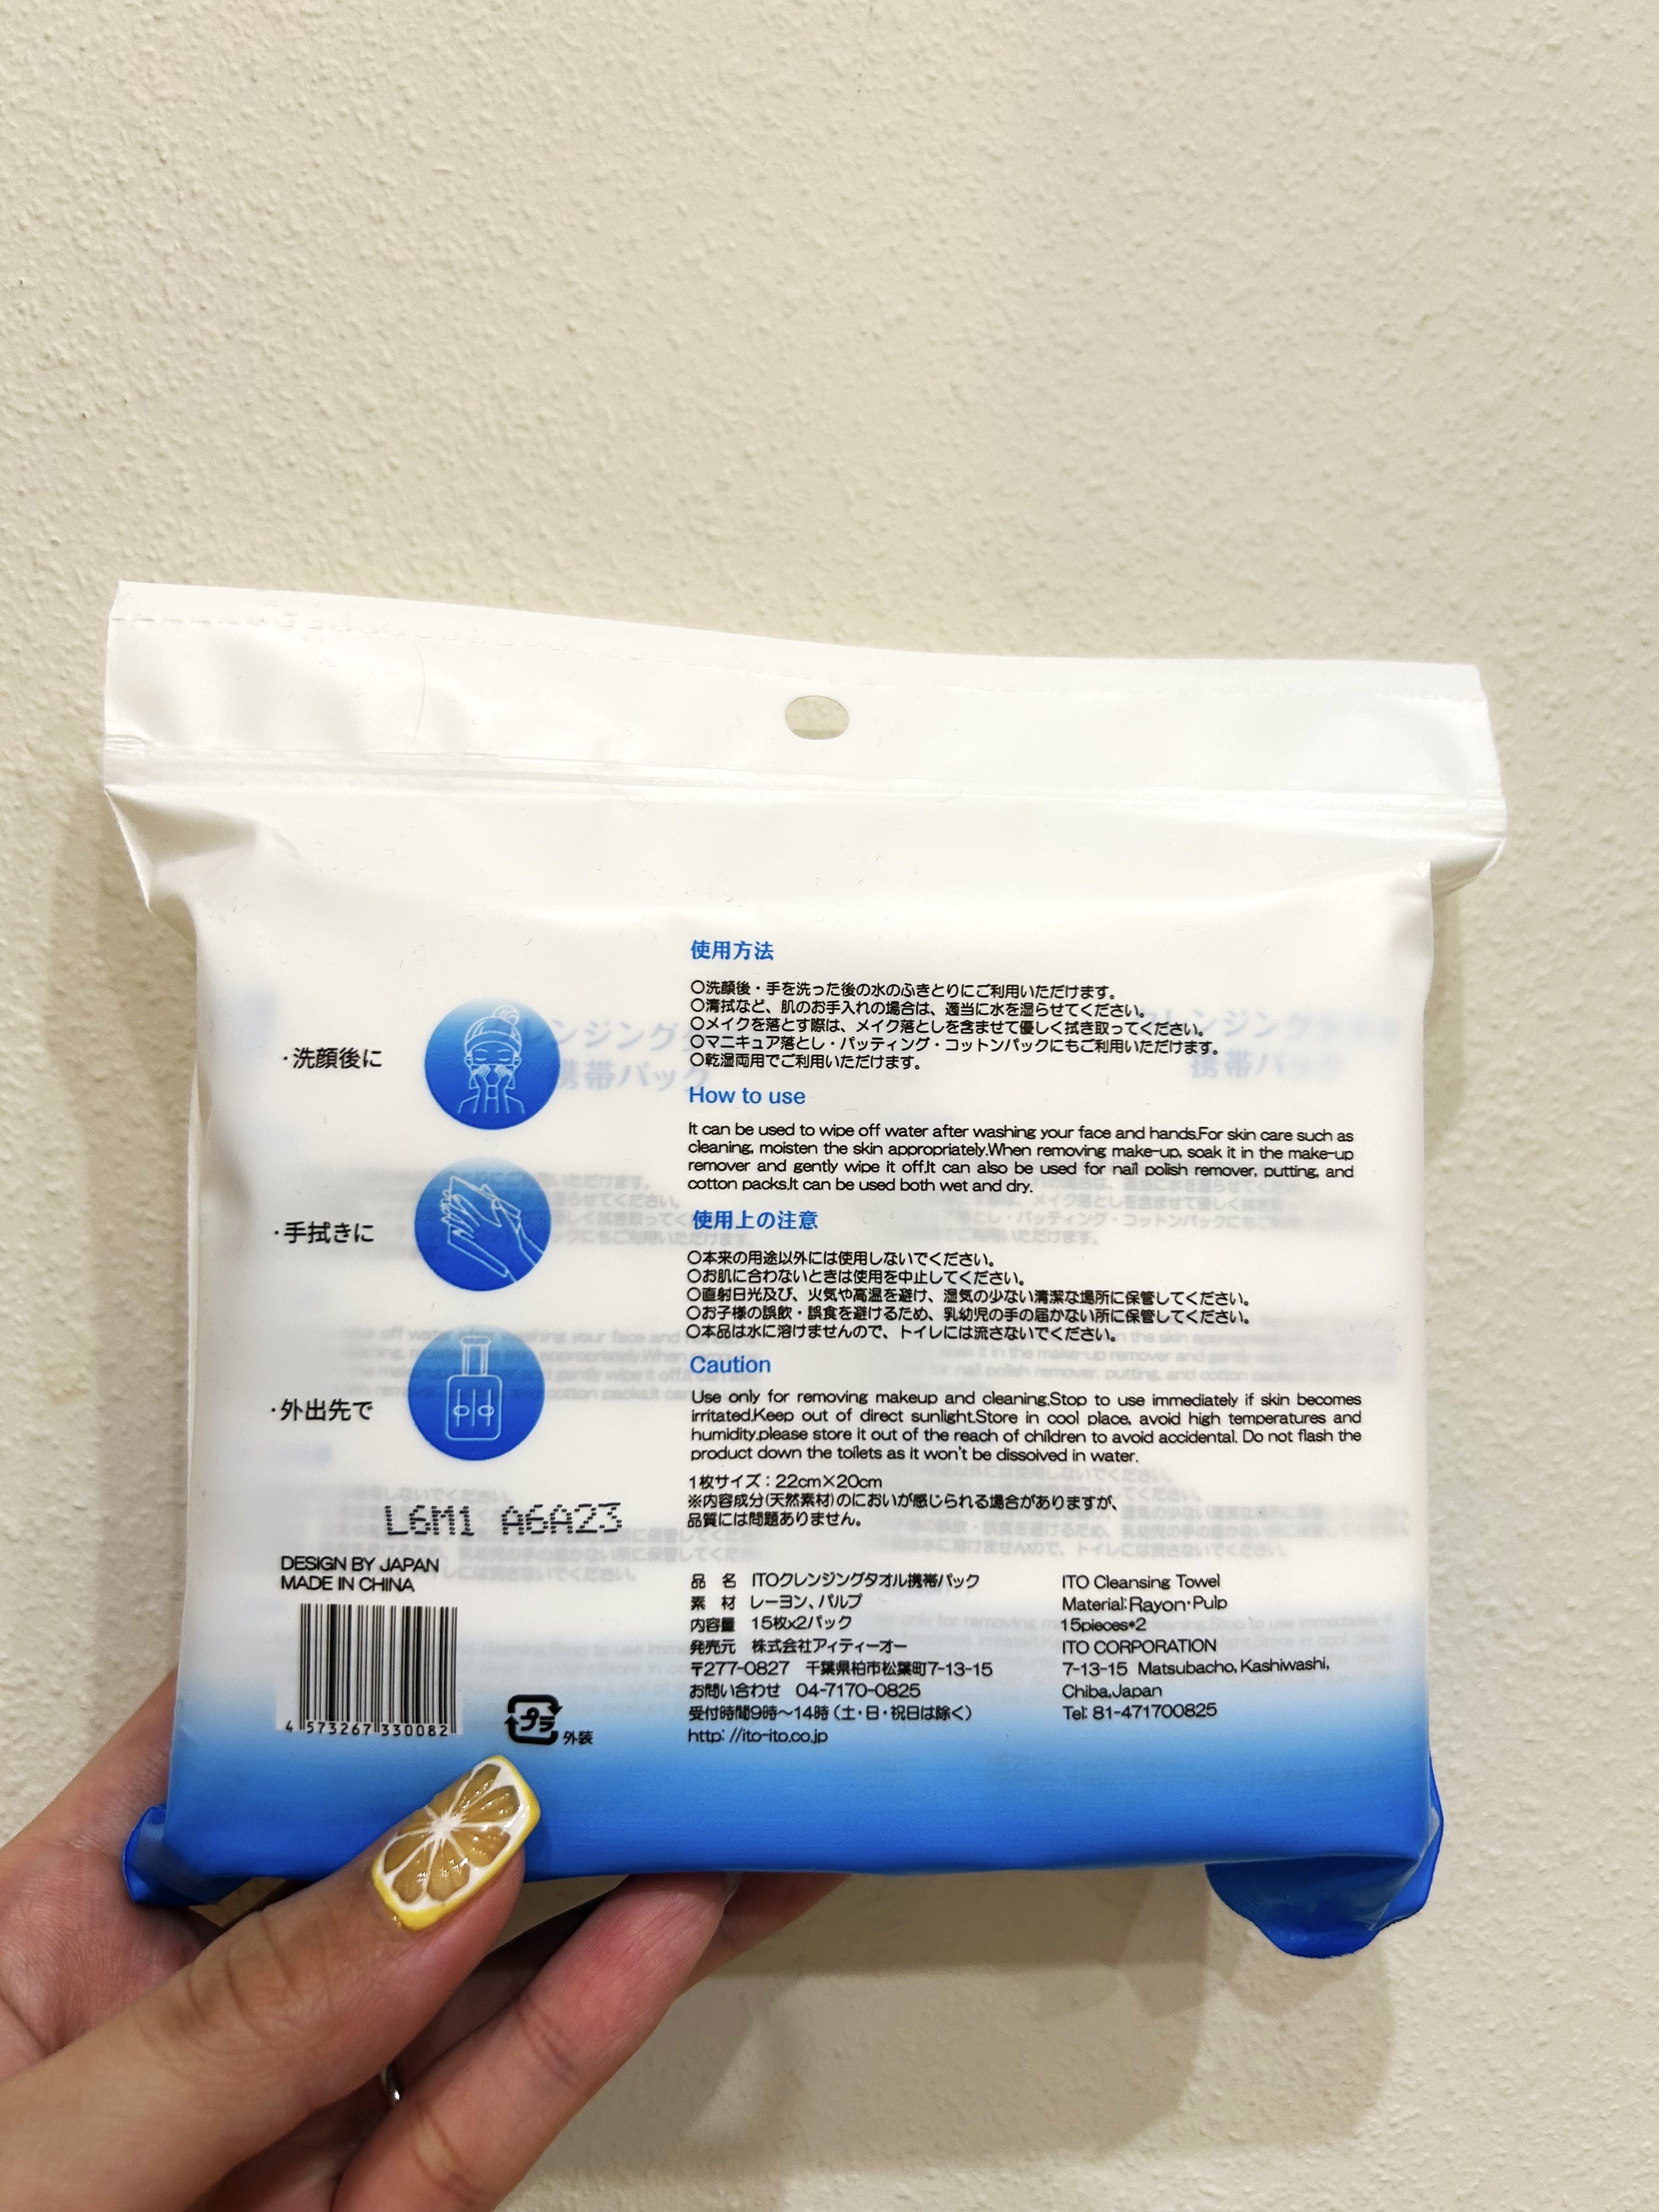 ・洗顔後に
・手拭きに
・外出先で
使用方法
○洗顔後・手を洗った後の水のふきとりにご利用いただけます。
○清拭など、肌のお手入れの場合は、適当に水を湿らせてください。
○メイクを落とす際は、メイク落としを含ませて優しく拭き取ってください。
○マニキュア落とし・パッティング・コットンパックにもご利用いただけます。
○乾湿両用でご利用いただけます。
How to use
It can be used to wipe off water after washing your face and hands.For skin care such as
cleaning, moisten the skin appropriately.When removing make-up, soak it in the make-up
remover and gently wipe it off.It can also be used for nail polish remover, putting, and
cotton packs.It can be used both wet and dry.
使用上の注意
○本来の用途以外には使用しないでください。
○お肌に合わないときは使用を中止してください。
○直射日光及び、火気や高温を避け、湿気の少ない清潔な場所に保管してください。
○お子様の誤飲・誤食を避けるため、乳幼児の手の届かない所に保管してください。
○本品は水に溶けませんので、トイレには流さないでください。
Caution
Use only for removing makeup and cleaning.Stop to use immediately if skin becomes
irritated.Keep out of direct sunlight.Store in cool place, avoid high temperatures and
humidity.please store it out of the reach of children to avoid accidental. Do not flash the
product down the toilets as it won't be dissolved in water.
1枚サイズ：22cm×20cm
※内容成分(天然素材)のにおいが感じられる場合がありますが、
品質には問題ありません。
L6M1 A6A23
DESIGN BY JAPAN
MADE IN CHINA
4 573267 330082
プラ
外装
品 名 ITOクレンジングタオル携帯パック
素 材 レーヨン、パルプ
内容量 15枚x2パック
発売元 株式会社アイティーオー
〒277-0827 千葉県柏市松葉町7-13-15
お問い合わせ 04-7170-0825
受付時間9時～14時（土・日・祝日は除く）
http: //ito-ito.co.jp
ITO Cleansing Towel
Material:Rayon・Pulp
15pieces*2
ITO CORPORATION
7-13-15 Matsubacho, Kashiwashi,
Chiba,Japan
Tel: 81-471700825